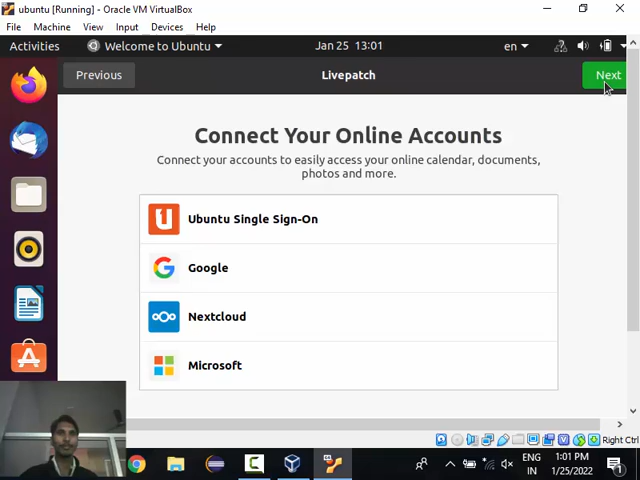 ubuntu [Running] - Oracle VM VirtualBox
File Machine View Input Devices Help
Activities Welcome to Ubuntu Jan 25 13:01 en
Previous Livepatch Next
Connect Your Online Accounts
Connect your accounts to easily access your online calendar, documents,
photos and more.
Ubuntu Single Sign-On
Google
Nextcloud
Microsoft
Right Ctrl
ENG 1:01 PM
IN 1/25/2022
1